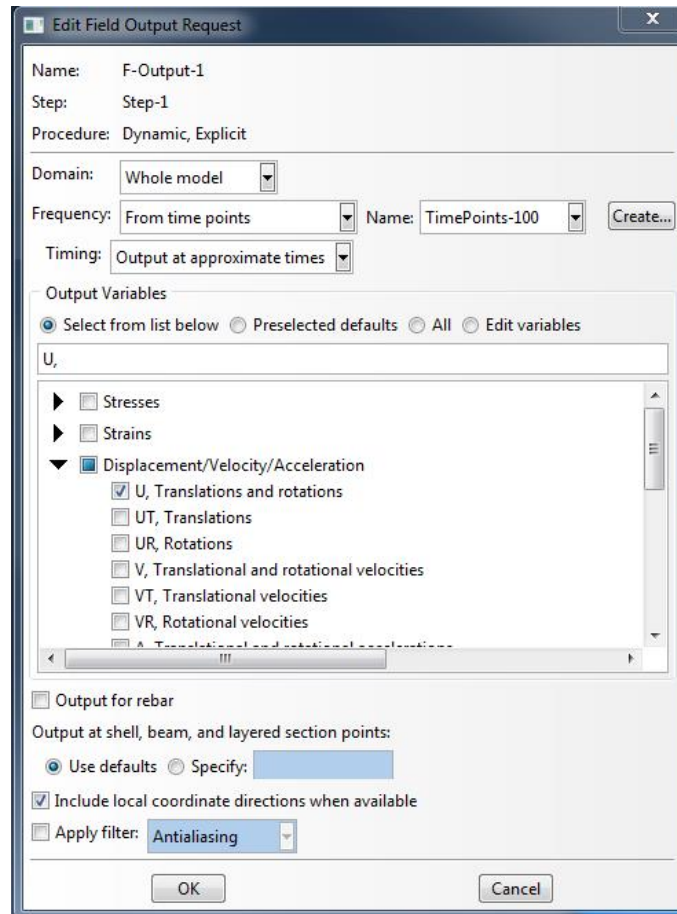 Edit Field Output Request
X
Name: F-Output-1
Step: Step-1
Procedure: Dynamic, Explicit
Domain: Whole model
Frequency: From time points Name: TimePoints-100 Create...
Timing: Output at approximate times
Output Variables
Select from list below Preselected defaults All Edit variables
U,
Stresses
Strains
Displacement/Velocity/Acceleration
U, Translations and rotations
UT, Translations
UR, Rotations
V, Translational and rotational velocities
VT, Translational velocities
VR, Rotational velocities
A, Translational and rotational accelerations
Output for rebar
Output at shell, beam, and layered section points:
Use defaults Specify:
Include local coordinate directions when available
Apply filter: Antialiasing
OK Cancel